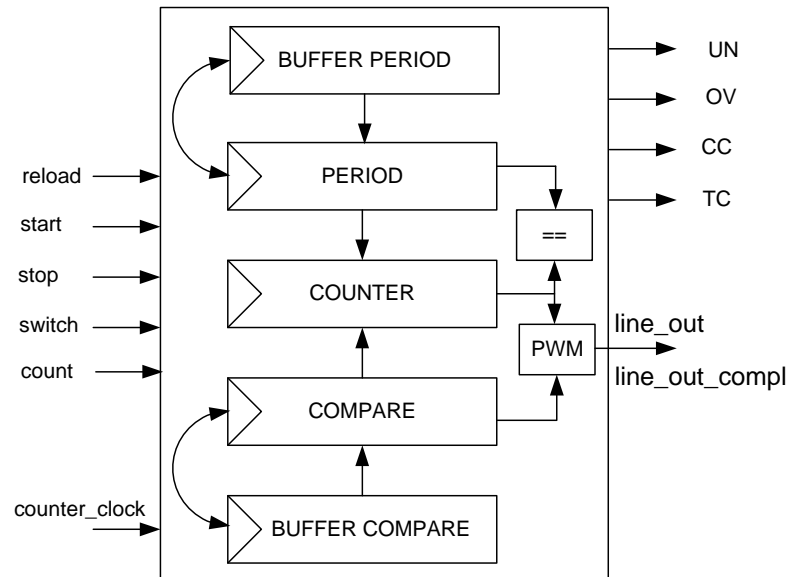 BUFFER PERIOD
UN
OV
CC
TC
PERIOD
reload
start
stop
switch
count
==
COUNTER
line_out
PWM
line_out_compl
COMPARE
counter_clock
BUFFER COMPARE